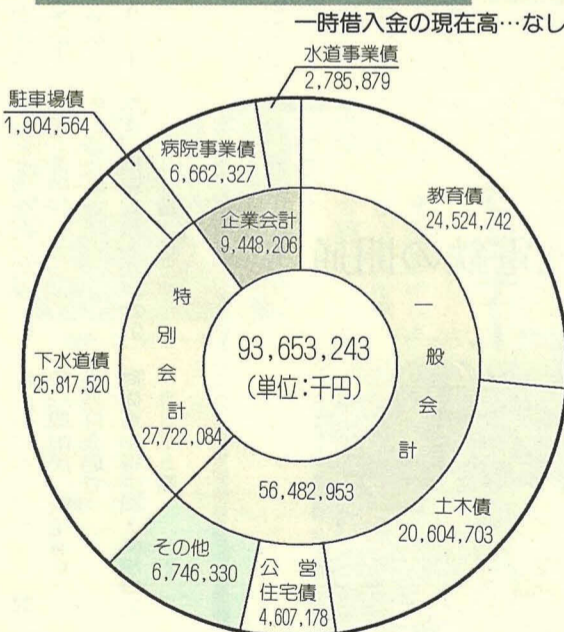 一時借入金の現在高…なし
水道事業債
2,785,879
駐車場債
1,904,564
病院事業債
6,662,327
教育債
24,524,742
企業会計
9,448,206
特別会計
27,722,084
一般会計
56,482,953
93,653,243
(単位:千円)
下水道債
25,817,520
土木債
20,604,703
その他
6,746,330
公営
住宅債
4,607,178